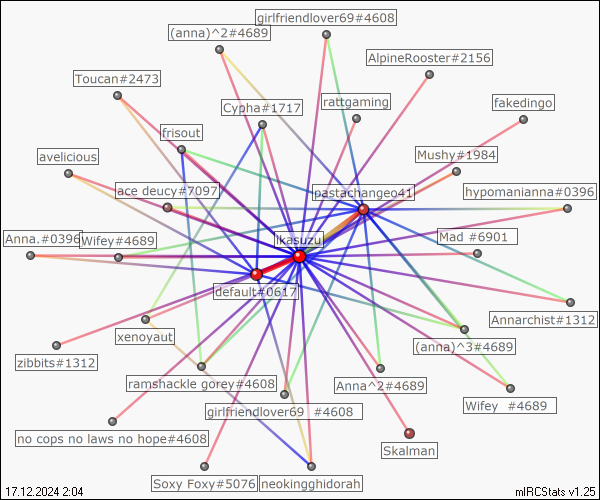 girlfriendlover69#4608
(anna)^2#4689
AlpineRooster#2156
Toucan#2473
Cypha#1717
rattgaming
fakedingo
frisout
avelicious
Mushy#1984
ace deucy#7097
pastachangeo41
hypomanianna#0396
Anna.#0396
Wifey#4689
Ikasuzu
Mad #6901
default#0617
Annarchist#1312
xenoyaut
(anna)^3#4689
zibbits#1312
ramshackle gorey#4608
Anna^2#4689
girlfriendlover69 #4608
Wifey #4689
no cops no laws no hope#4608
Skalman
Soxy Foxy#5076
neokingghidorah
17.12.2024 2:04
mIRCStats v1.25